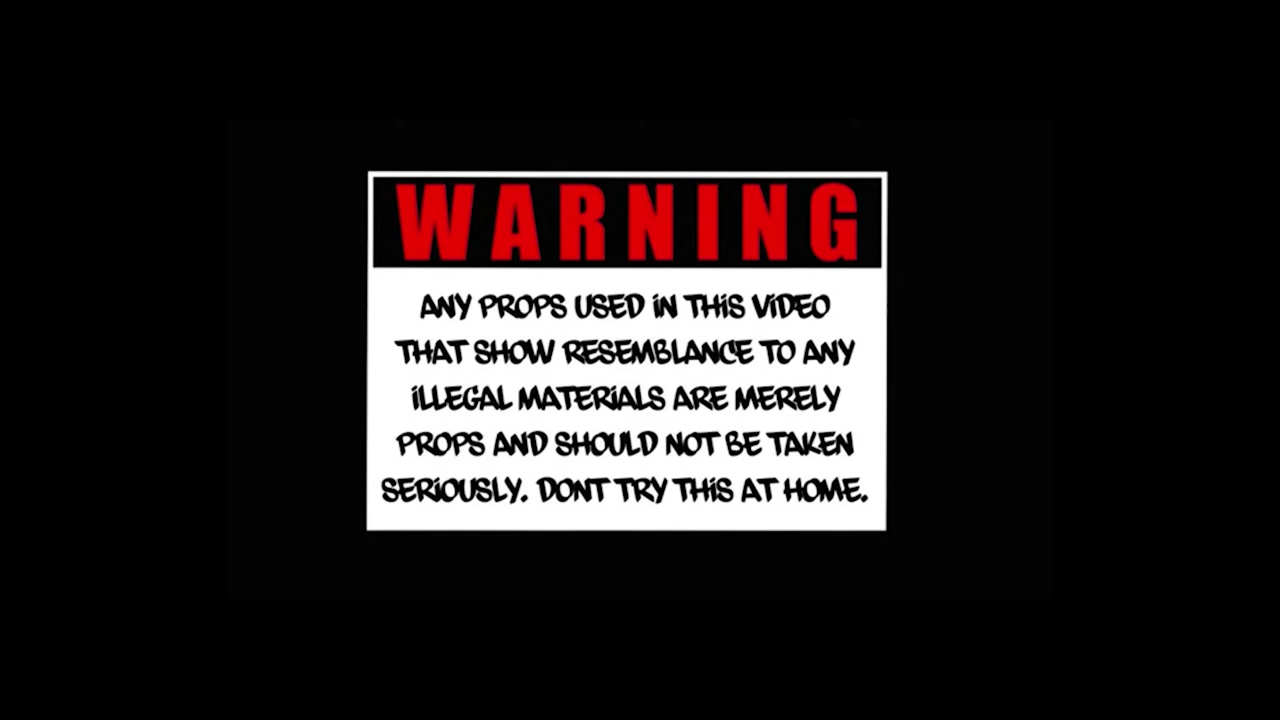 WARNING
ANY PROPS USED iN THiS ViDEO
THAT SHOW RESEMBLANCE TO ANY
iLLEGAL MATERiALS ARE MERELY
PROPS AND SHOULD NOT BE TAKEN
SERiOUSLY. DONT TRY THiS AT HOME.